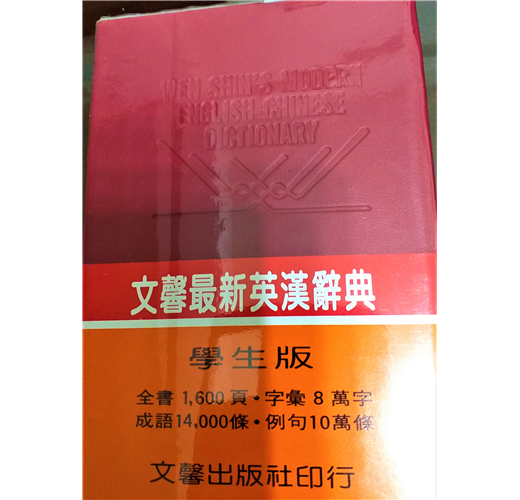 WEN SHIN'S MODERN
ENGLISH-CHINESE
DICTIONARY
文馨最新英漢辭典
學生版
全書 1,600 頁・字彙 8 萬字
成語14,000條・例句10萬條
文馨出版社印行